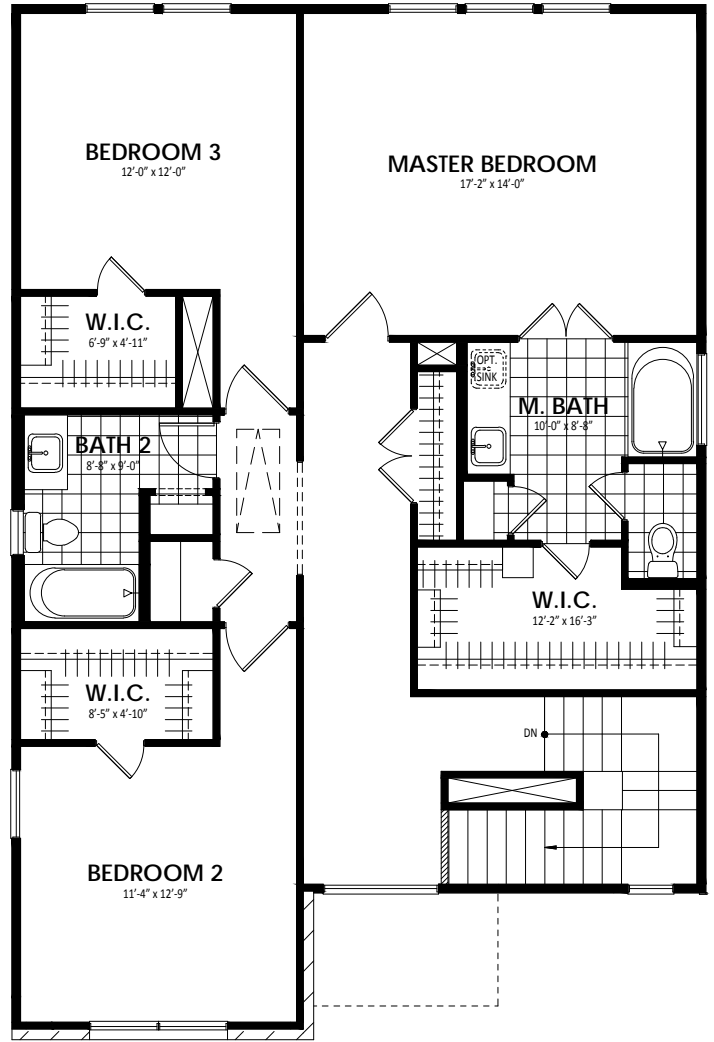 BEDROOM 3
12'-0" x 12'-0"
MASTER BEDROOM
17'-2" x 14'-0"
W.I.C.
6'-9" x 4'-11"
OPT.
SINK
M. BATH
10'-0" x 8'-8"
BATH 2
8'-8" x 9'-0"
W.I.C.
12'-2" x 16'-3"
W.I.C.
8'-5" x 4'-10"
DN
BEDROOM 2
11'-4" x 12'-9"